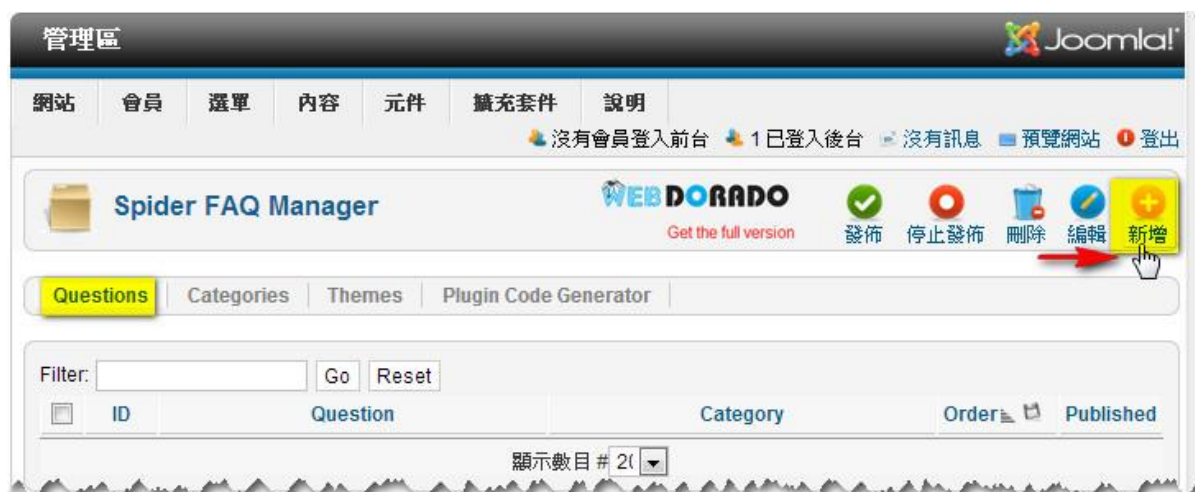 管理區 Joomla!
網站 會員 選單 內容 元件 擴充套件 說明
沒有會員登入前台 1 已登入後台 沒有訊息 預覽網站 登出
Spider FAQ Manager WEB DORADO
Get the full version 發佈 停止發佈 刪除 編輯 新增
Questions Categories Themes Plugin Code Generator
Filter: Go Reset
ID Question Category Order Published
顯示數目 #